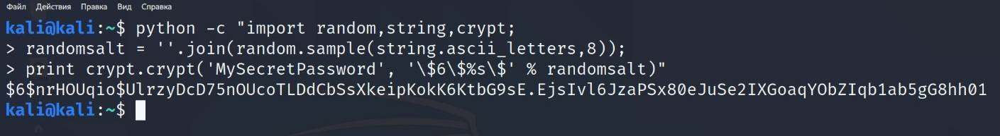 Файл Действия Правка Вид Справка
kali@kali:~$ python -c "import random,string,crypt;
> randomsalt = ''.join(random.sample(string.ascii_letters,8));
> print crypt.crypt('MySecretPassword', '\$6\$%s\$' % randomsalt)"
$6$nrHOUqio$UlrzyDcD75nOUcoTLDdCbSsXkeipKokK6KtbG9sE.EjsIvl6JzaPSx80eJuSe2IXGoaqYObZIqb1ab5gG8hh01
kali@kali:~$